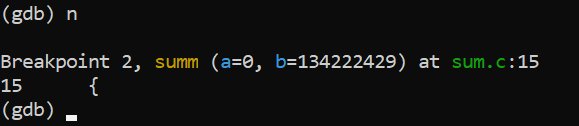 (gdb) n
Breakpoint 2, summ (a=0, b=134222429) at sum.c:15
15 {
(gdb)